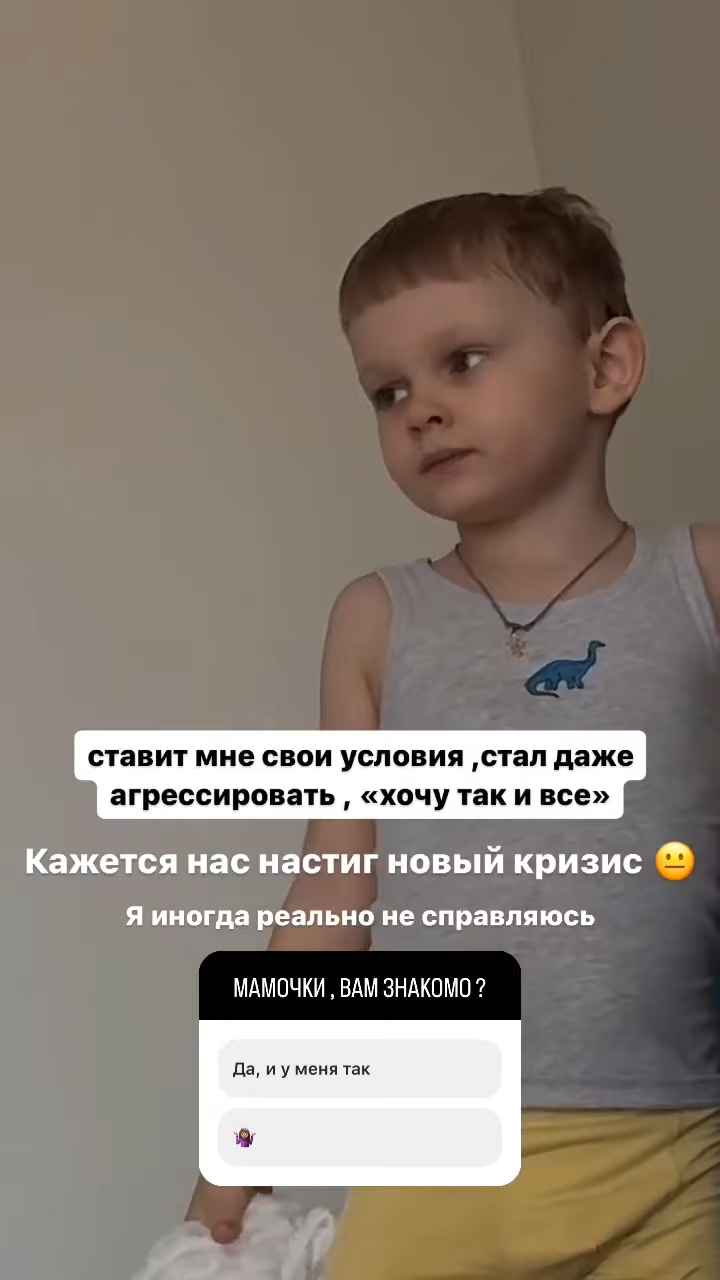 ставит мне свои условия ,стал даже
агрессировать , «хочу так и все»
Кажется нас настиг новый кризис 😐
Я иногда реально не справляюсь
МАМОЧКИ , ВАМ ЗНАКОМО ?
Да, и у меня так
🤷🏽‍♀️